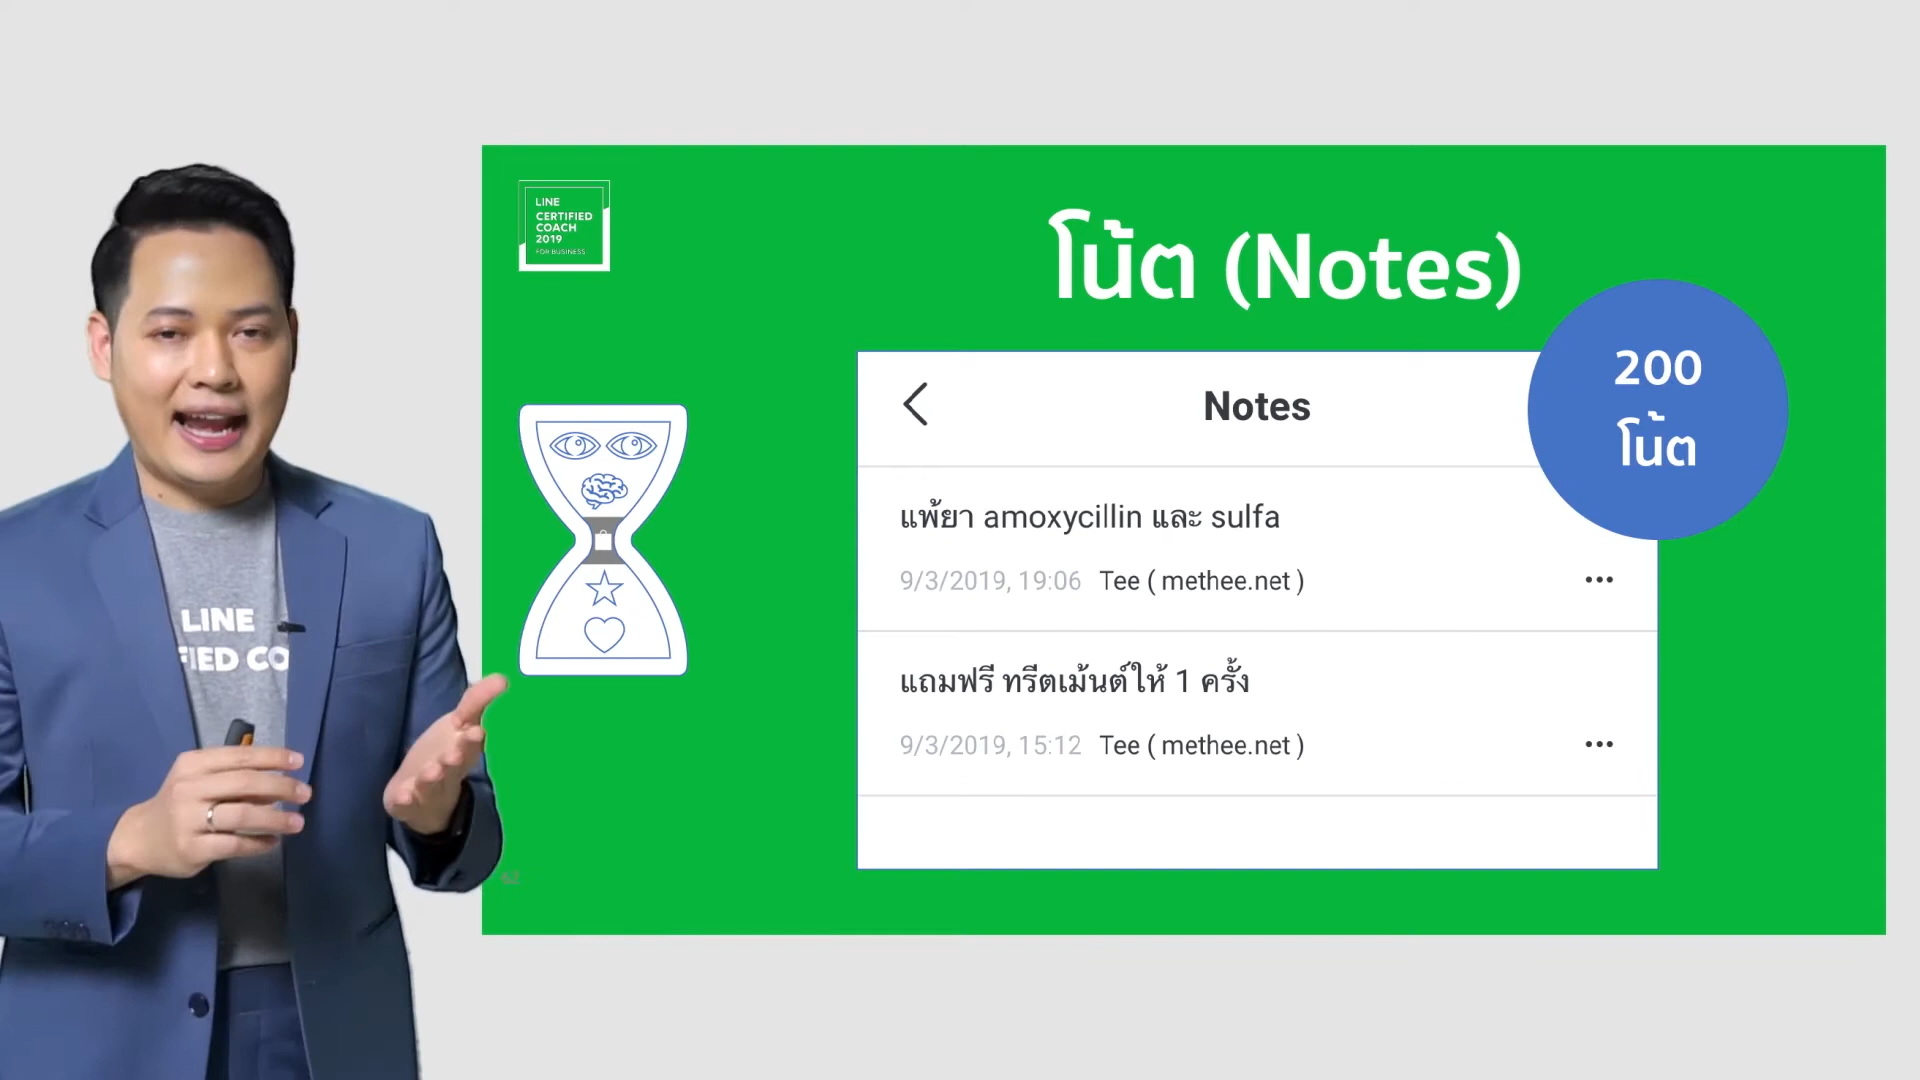 LINE
CERTIFIED
COACH
2019
FOR BUSINESS
โน้ต (Notes)
200
โน้ต
Notes
แพ้ยา amoxycillin และ sulfa
9/3/2019, 19:06 Tee ( methee.net )
แถมฟรี ทรีตเม้นต์ให้ 1 ครั้ง
9/3/2019, 15:12 Tee ( methee.net )
LINE
FIED CO
62